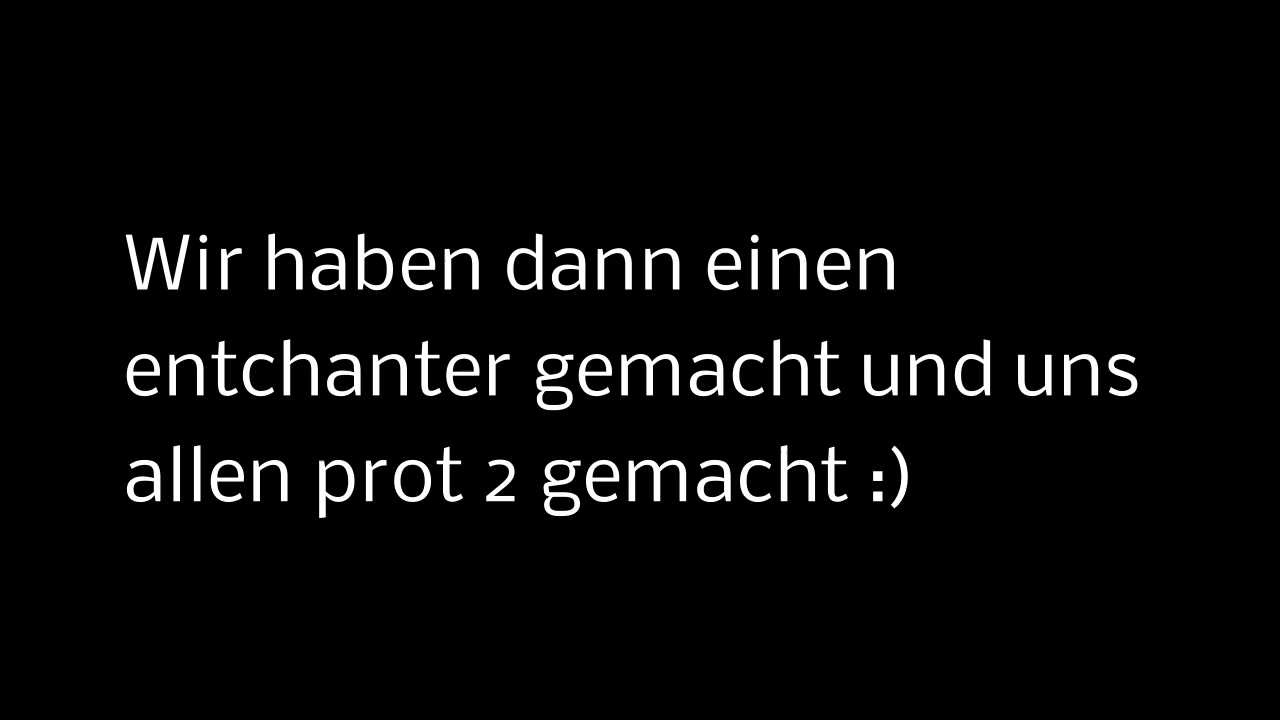 Wir haben dann einen
entchanter gemacht und uns
allen prot 2 gemacht :)